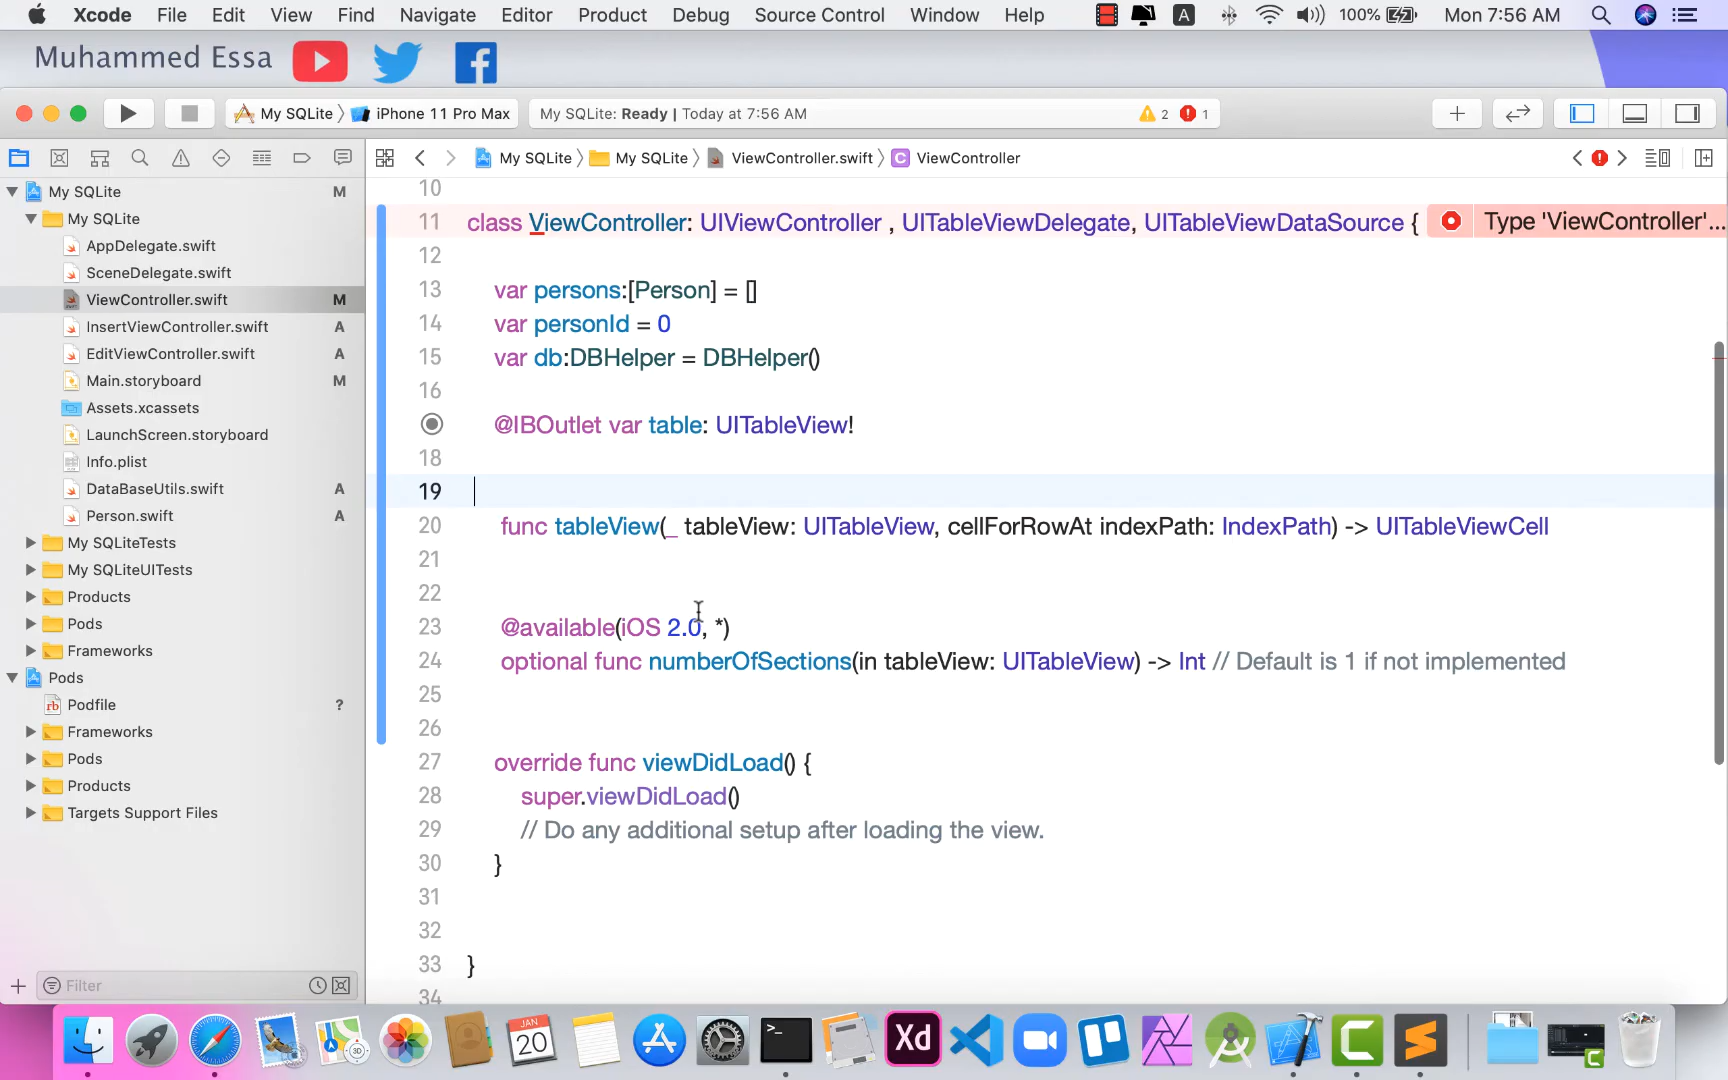 Xcode File Edit View Find Navigate Editor Product Debug Source Control Window Help A 100% Mon 7:56 AM
Muhammed Essa
My SQLite iPhone 11 Pro Max My SQLite: Ready | Today at 7:56 AM 2 1
My SQLite My SQLite ViewController.swift C ViewController
My SQLite M
My SQLite
AppDelegate.swift
SceneDelegate.swift
ViewController.swift M
InsertViewController.swift A
EditViewController.swift A
Main.storyboard M
Assets.xcassets
LaunchScreen.storyboard
Info.plist
DataBaseUtils.swift A
Person.swift A
My SQLiteTests
My SQLiteUITests
Products
Pods
Frameworks
Pods
Podfile ?
Frameworks
Pods
Products
Targets Support Files
Filter
10
11 class ViewController: UIViewController , UITableViewDelegate, UITableViewDataSource { Type 'ViewController'...
12
13 var persons:[Person] = []
14 var personId = 0
15 var db:DBHelper = DBHelper()
16
@IBOutlet var table: UITableView!
18
19
20 func tableView(_ tableView: UITableView, cellForRowAt indexPath: IndexPath) -> UITableViewCell
21
22
23 @available(iOS 2.0, *)
24 optional func numberOfSections(in tableView: UITableView) -> Int // Default is 1 if not implemented
25
26
27 override func viewDidLoad() {
28 super.viewDidLoad()
29 // Do any additional setup after loading the view.
30 }
31
32
33 }
34
JAN
20
Xd